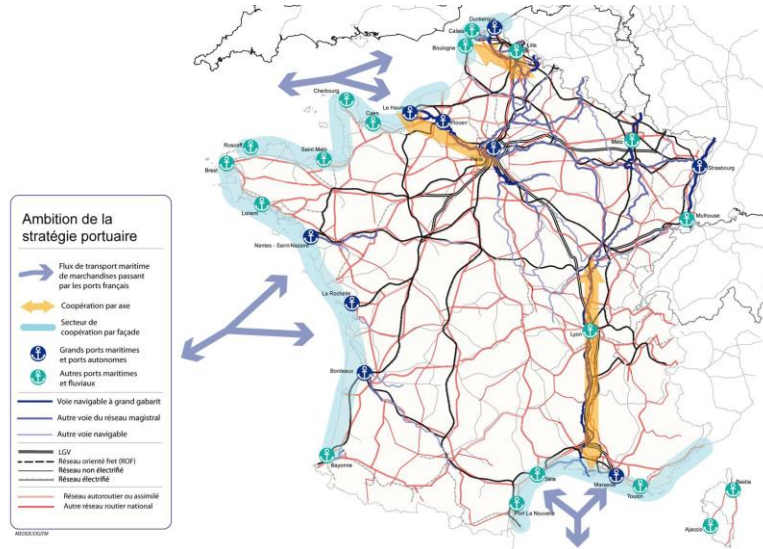 Dunkerque
Calais
Boulogne
Lille
Cherbourg
Le Havre
Rouen
Caen
Metz
Paris
Strasbourg
Roscoff
Saint Malo
Brest
Mulhouse
Lorient
Nantes - Saint-Nazaire
La Rochelle
Lyon
Bordeaux
Bayonne
Sète
Marseille
Toulon
Port La Nouvelle
Bastia
Ajaccio
Ambition de la
stratégie portuaire
Flux de transport maritime
de marchandises passant
par les ports français
Coopération par axe
Secteur de
coopération par façade
Grands ports maritimes
et ports autonomes
Autres ports maritimes
et fluviaux
Voie navigable à grand gabarit
Autre voie du réseau magistral
Autre voie navigable
LGV
Réseau orienté fret (ROF)
Réseau non électrifié
Réseau électrifié
Réseau autoroutier ou assimilé
Autre réseau routier national
MEDDE/DGITM